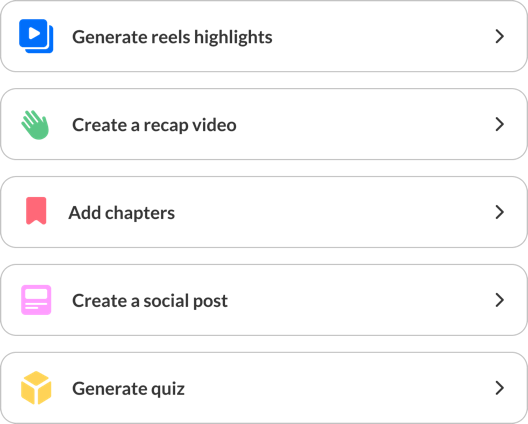 Generate reels highlights
Create a recap video
Add chapters
Create a social post
Generate quiz